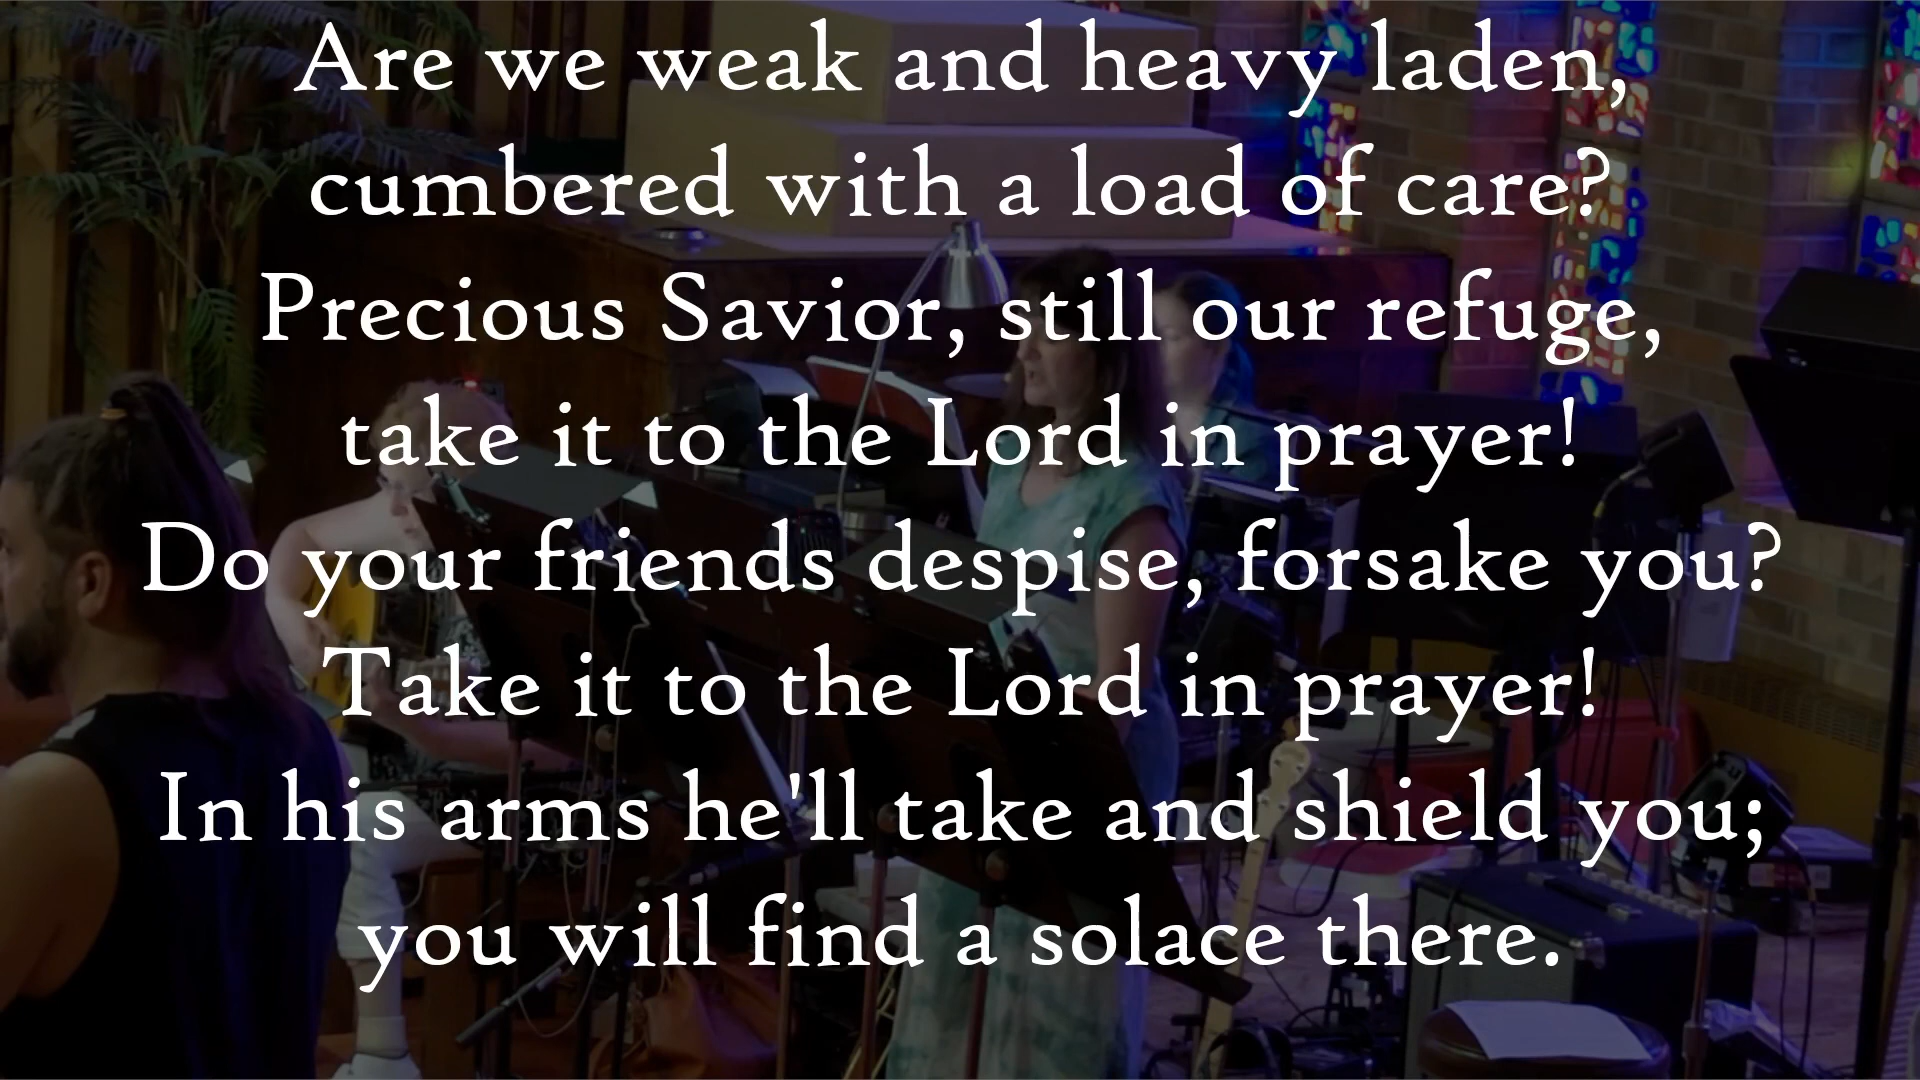 Are we weak and heavy laden,
cumbered with a load of care?
Precious Savior, still our refuge,
take it to the Lord in prayer!
Do your friends despise, forsake you?
Take it to the Lord in prayer!
In his arms he'll take and shield you;
you will find a solace there.